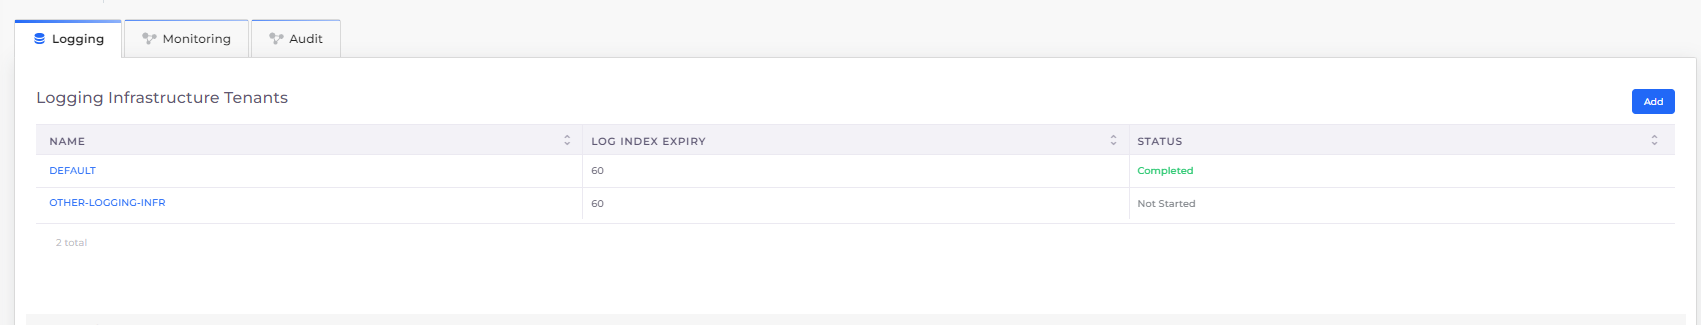 Logging Monitoring Audit
Logging Infrastructure Tenants
Add
NAME LOG INDEX EXPIRY STATUS
DEFAULT 60 Completed
OTHER-LOGGING-INFR 60 Not Started
2 total